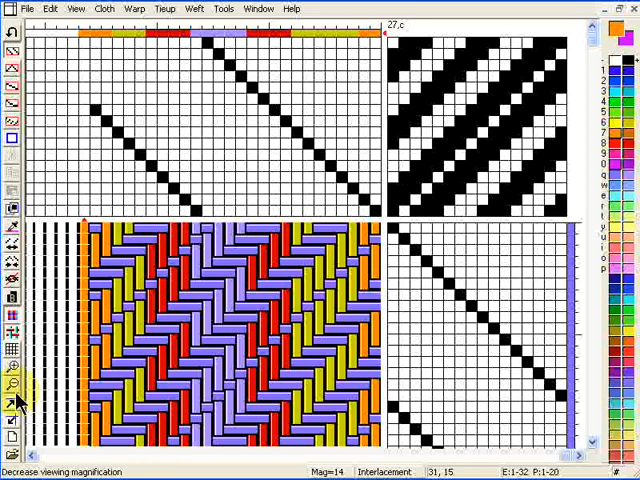 File Edit View Cloth Warp Tieup Weft Tools Window Help
27,c
1
2
3
4
5
6
7
8
9
0
q
w
e
r
t
y
u
i
o
p
Decrease viewing magnification Mag=14 Interlacement 31, 15 E:1-32 P:1-20 #